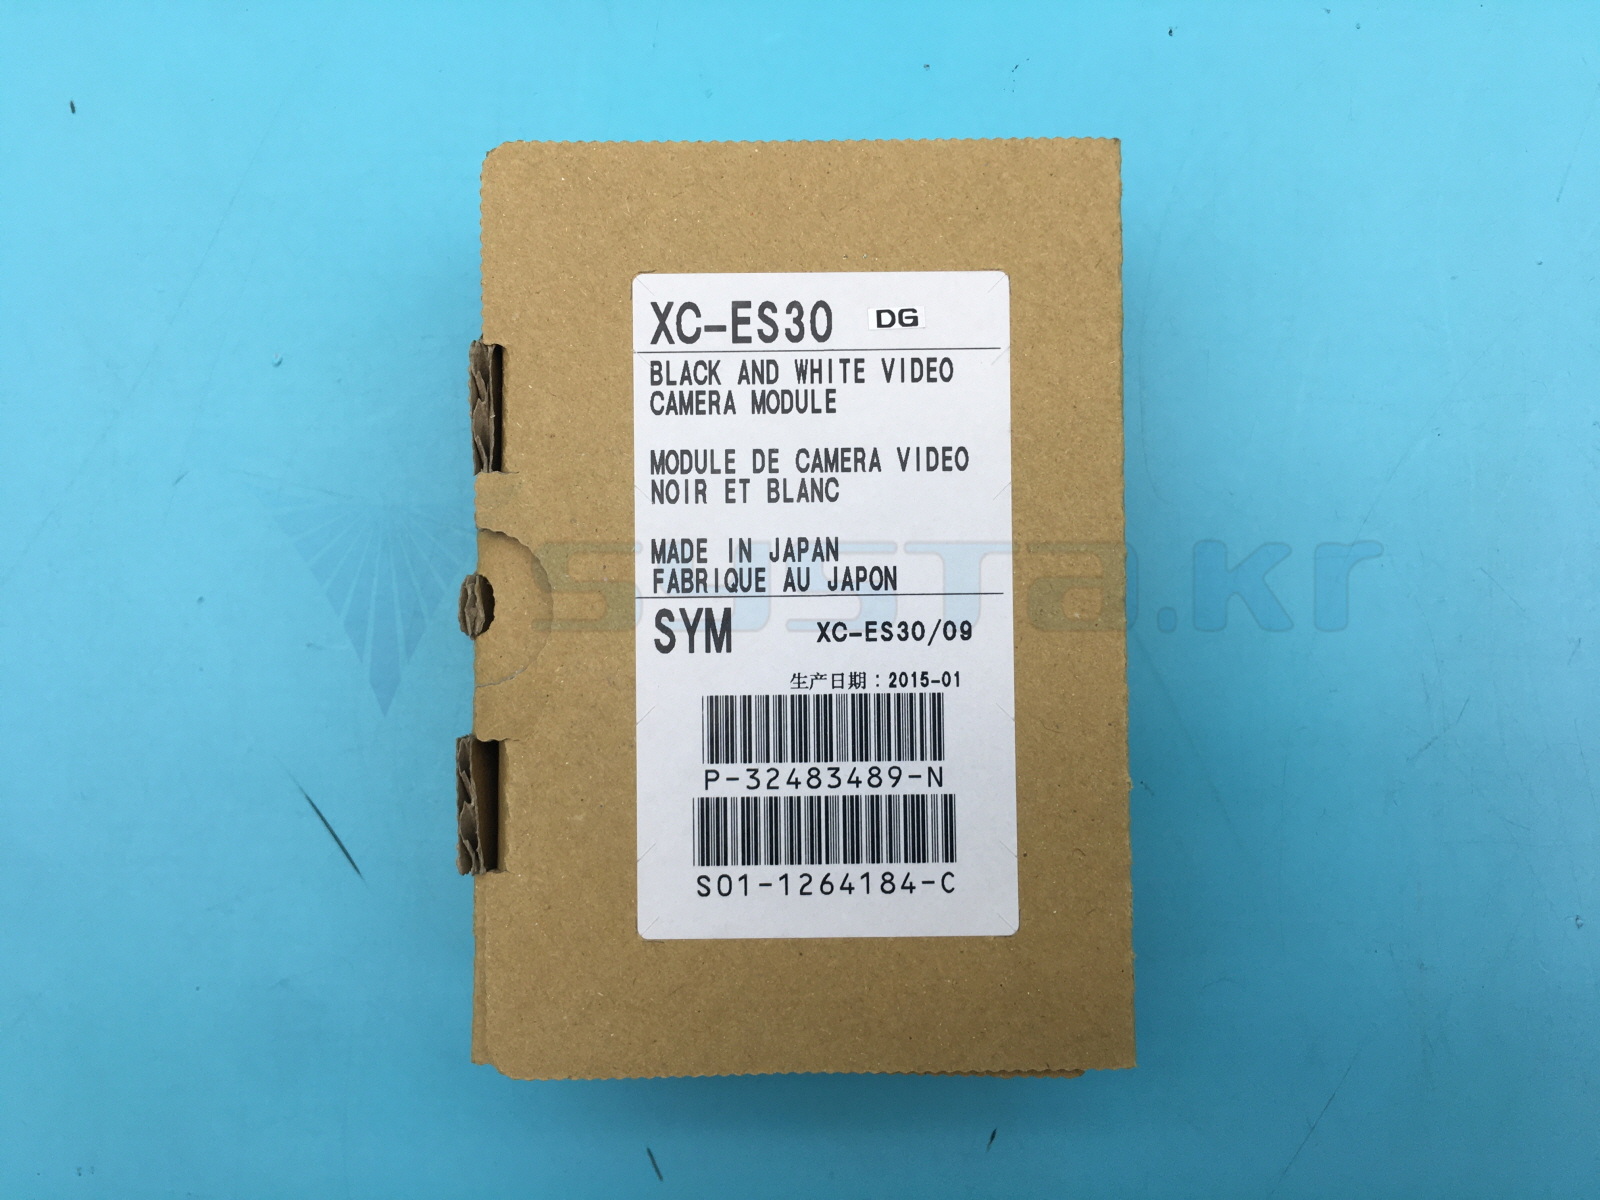 XC-ES30 DG
BLACK AND WHITE VIDEO
CAMERA MODULE
MODULE DE CAMERA VIDEO
NOIR ET BLANC
MADE IN JAPAN
FABRIQUE AU JAPON
SYM XC-ES30/09
生产日期:2015-01
P-32483489-N
S01-1264184-C
systa.kr